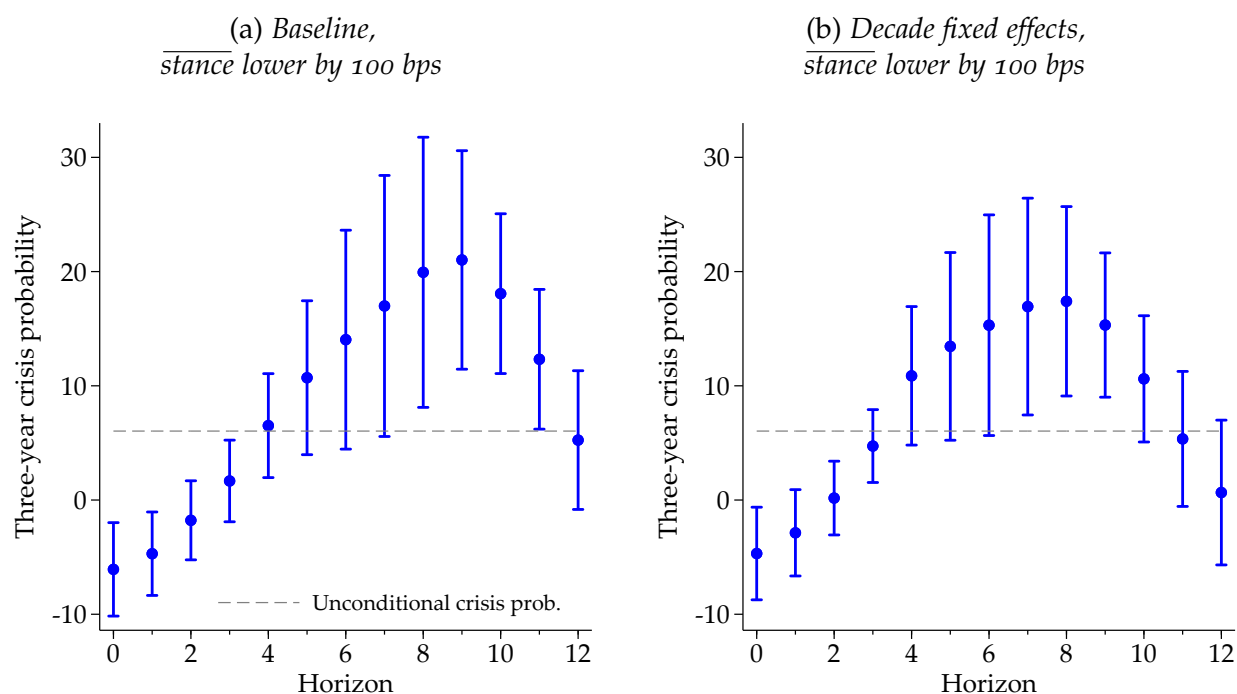 (a) Baseline,
stance lower by 100 bps
30
20
10
0
-10
Three-year crisis probability
Unconditional crisis prob.
0 2 4 6 8 10 12
Horizon
(b) Decade fixed effects,
stance lower by 100 bps
30
20
10
0
-10
Three-year crisis probability
0 2 4 6 8 10 12
Horizon